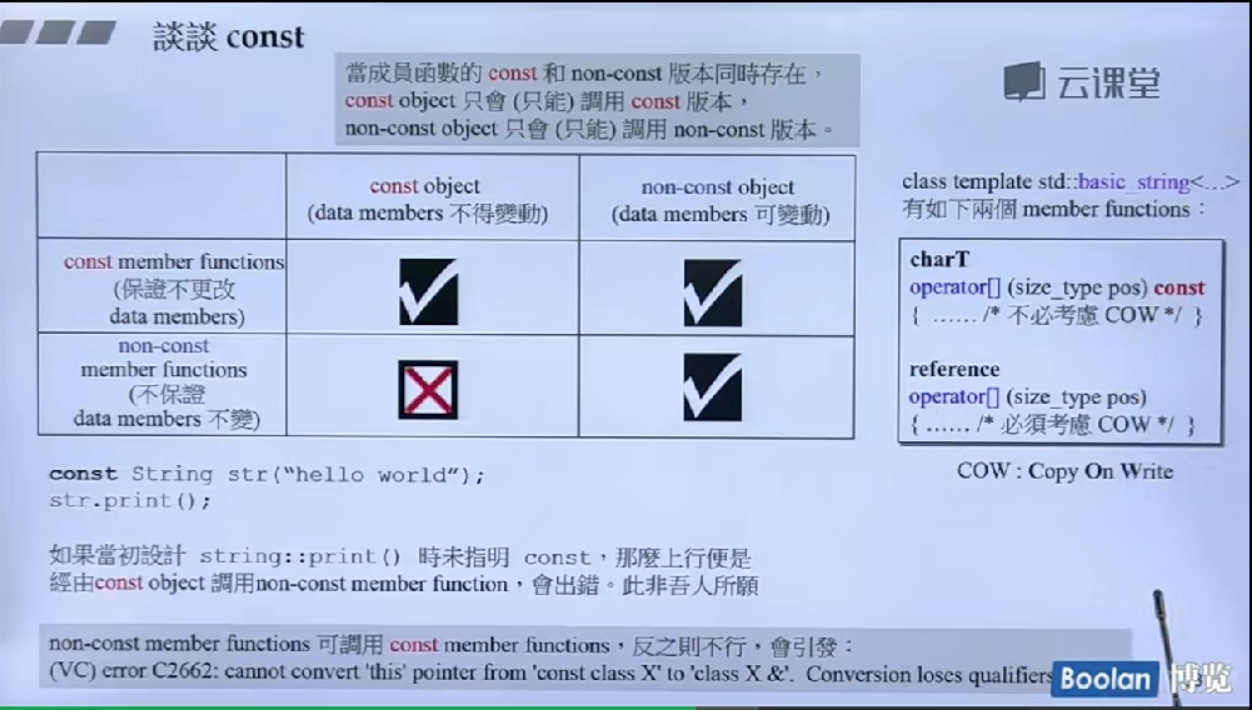 談談 const
當成員函數的 const 和 non-const 版本同時存在，
const object 只會 (只能) 調用 const 版本，
non-const object 只會 (只能) 調用 non-const 版本。
云课堂
const object
(data members 不得變動)
non-const object
(data members 可變動)
const member functions
(保證不更改
data members)
non-const
member functions
(不保證
data members 不變)
class template std::basic_string<...>
有如下兩個 member functions：
charT
operator[] (size_type pos) const
{ ...... /* 不必考慮 COW */ }
reference
operator[] (size_type pos)
{ ...... /* 必須考慮 COW */ }
COW : Copy On Write
const String str("hello world");
str.print();
如果當初設計 string::print() 時未指明 const，那麼上行便是
經由const object 調用non-const member function，會出錯。此非吾人所願
non-const member functions 可調用 const member functions，反之則不行，會引發：
(VC) error C2662: cannot convert 'this' pointer from 'const class X' to 'class X &'. Conversion loses qualifiers
Boolan 博览